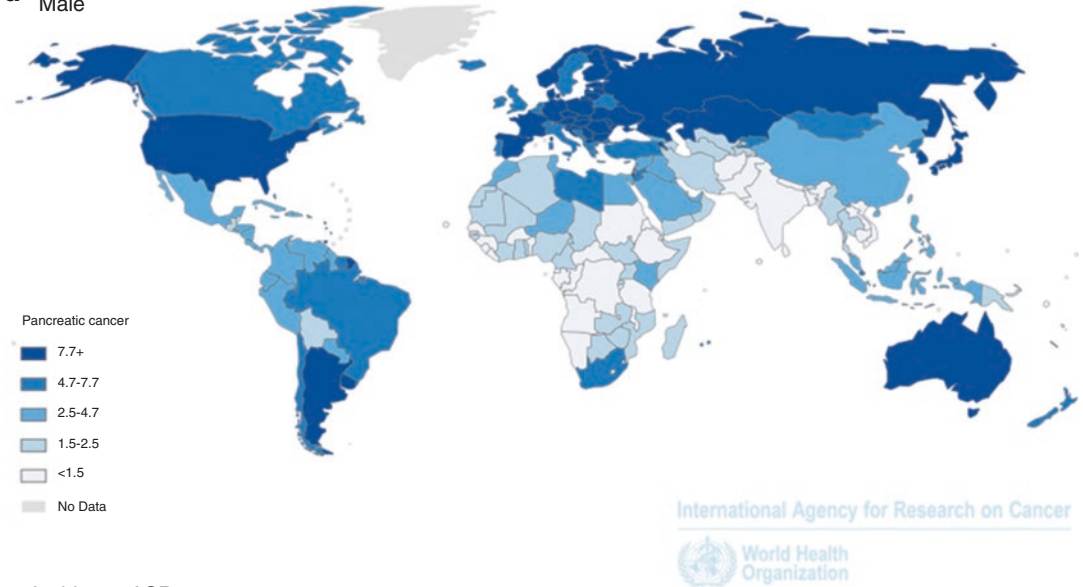 Male
Pancreatic cancer
7.7+
4.7-7.7
2.5-4.7
1.5-2.5
<1.5
No Data
International Agency for Research on Cancer
World Health
Organization